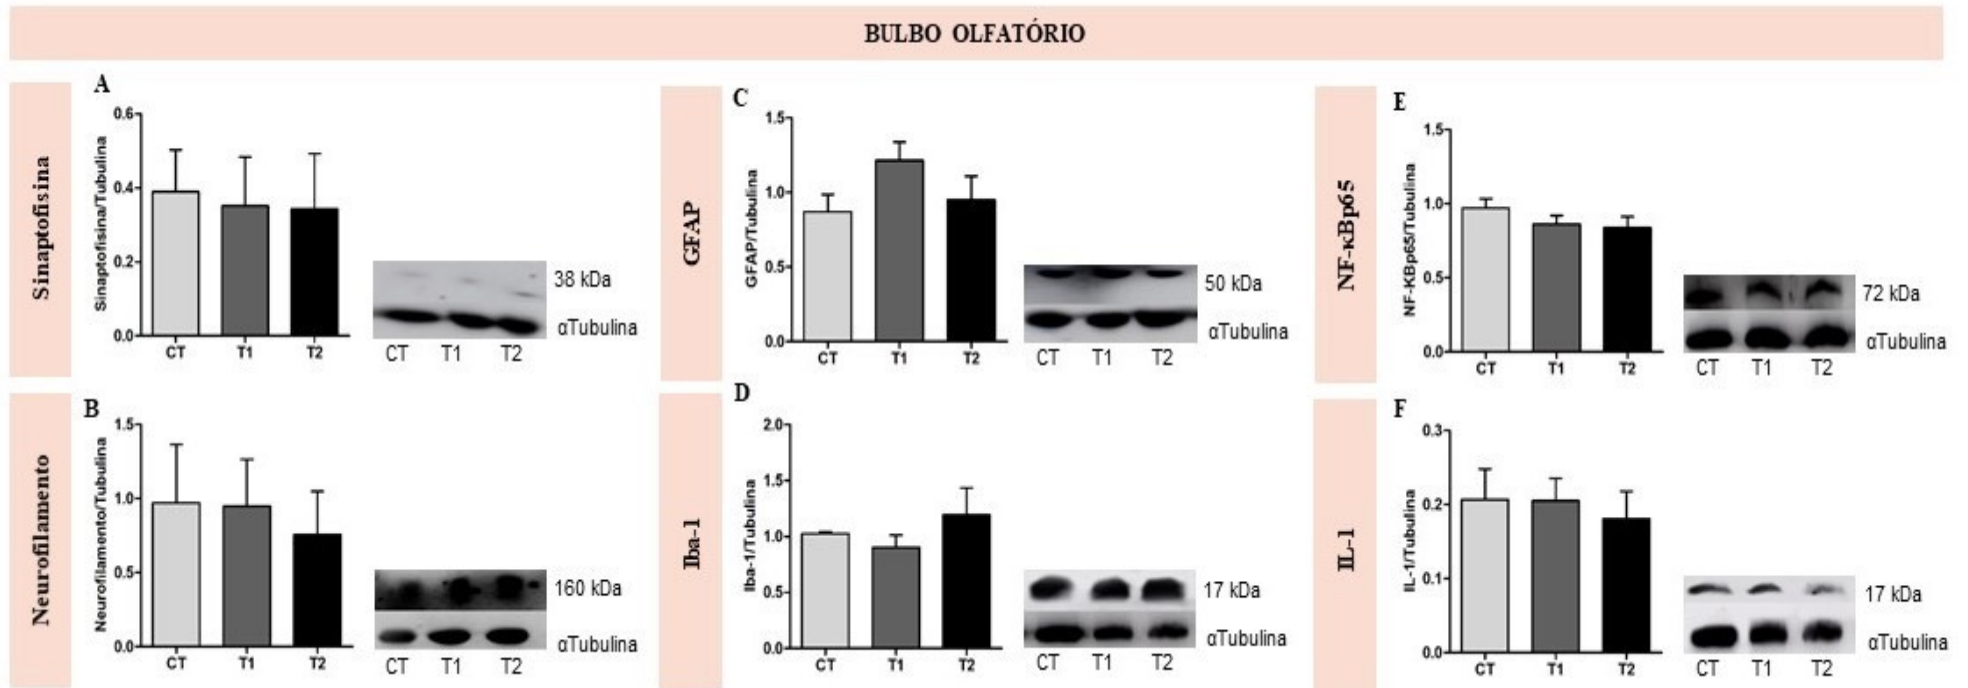 BULBO OLFATÓRIO
Sinaptofisina
A
Sinaptofisina/Tubulina
0.6
0.4
0.2
0.0
CT T1 T2
38 kDa
αTubulina
CT T1 T2
Neurofilamento
B
Neurofilamento/Tubulina
1.5
1.0
0.5
0.0
CT T1 T2
160 kDa
αTubulina
CT T1 T2
GFAP
C
GFAP/Tubulina
1.5
1.0
0.5
0.0
CT T1 T2
50 kDa
αTubulina
CT T1 T2
Iba-1
D
Iba-1/Tubulina
2.0
1.5
1.0
0.5
0.0
CT T1 T2
17 kDa
αTubulina
CT T1 T2
NF-κBp65
E
NF-KBp65/Tubulina
1.5
1.0
0.5
0.0
CT T1 T2
72 kDa
αTubulina
CT T1 T2
IL-1
F
IL-1/Tubulina
0.3
0.2
0.1
0.0
CT T1 T2
17 kDa
αTubulina
CT T1 T2